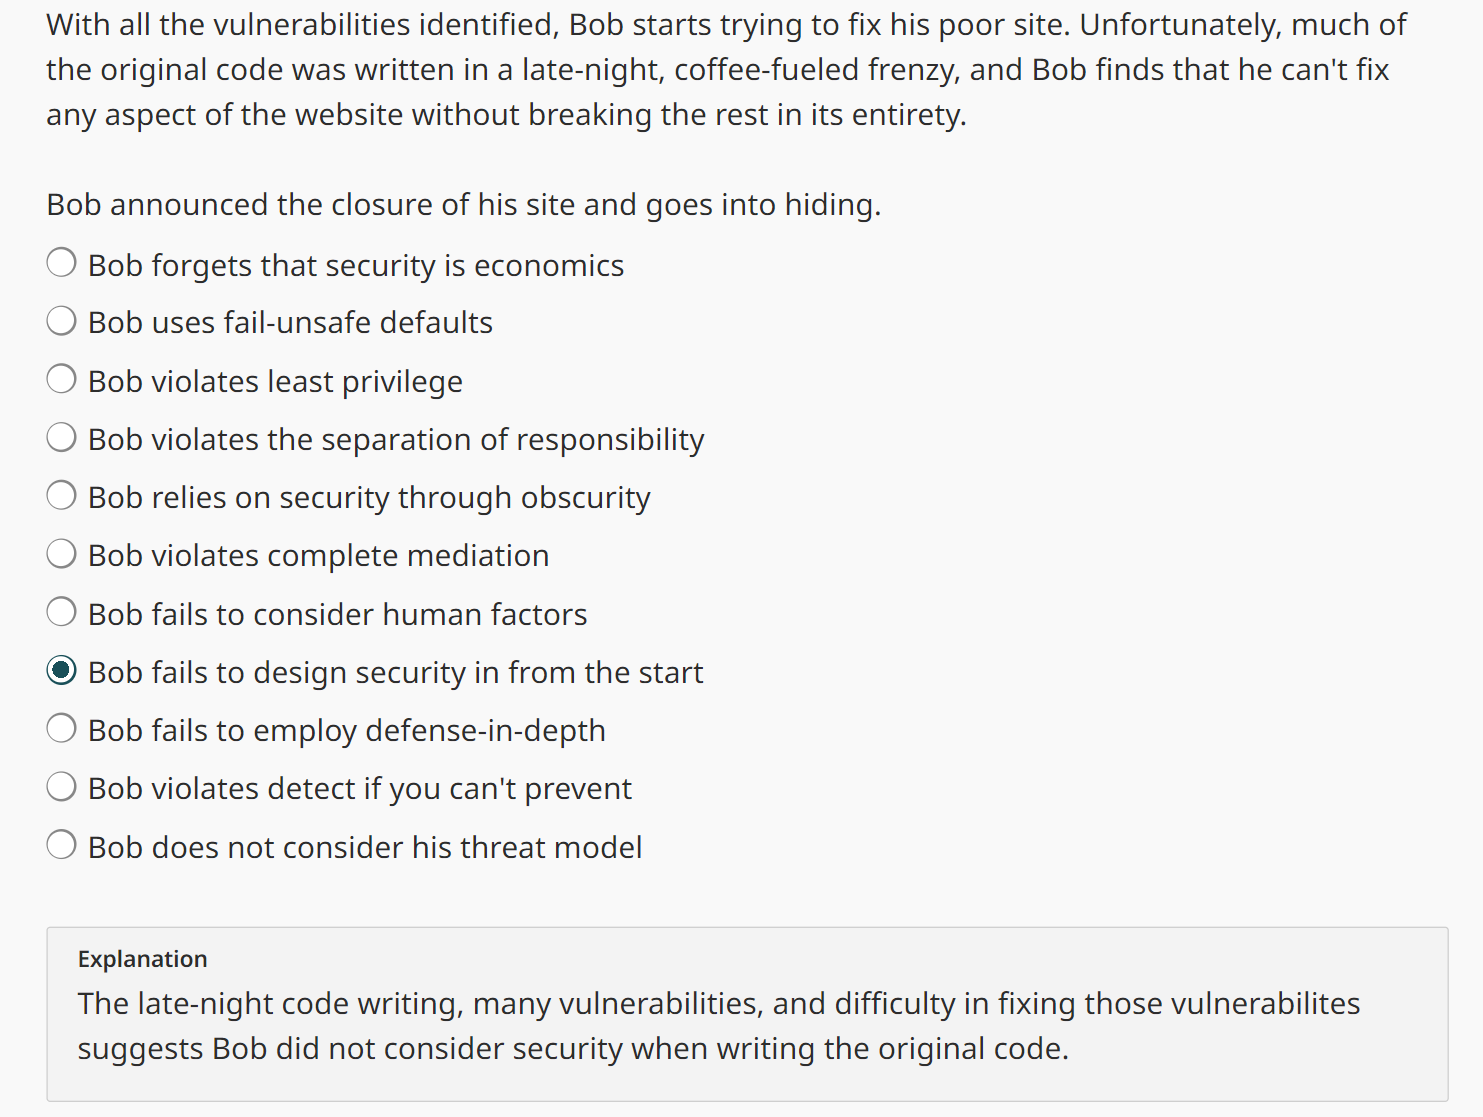 With all the vulnerabilities identified, Bob starts trying to fix his poor site. Unfortunately, much of
the original code was written in a late-night, coffee-fueled frenzy, and Bob finds that he can't fix
any aspect of the website without breaking the rest in its entirety.
Bob announced the closure of his site and goes into hiding.
Bob forgets that security is economics
Bob uses fail-unsafe defaults
Bob violates least privilege
Bob violates the separation of responsibility
Bob relies on security through obscurity
Bob violates complete mediation
Bob fails to consider human factors
Bob fails to design security in from the start
Bob fails to employ defense-in-depth
Bob violates detect if you can't prevent
Bob does not consider his threat model
Explanation
The late-night code writing, many vulnerabilities, and difficulty in fixing those vulnerabilites
suggests Bob did not consider security when writing the original code.